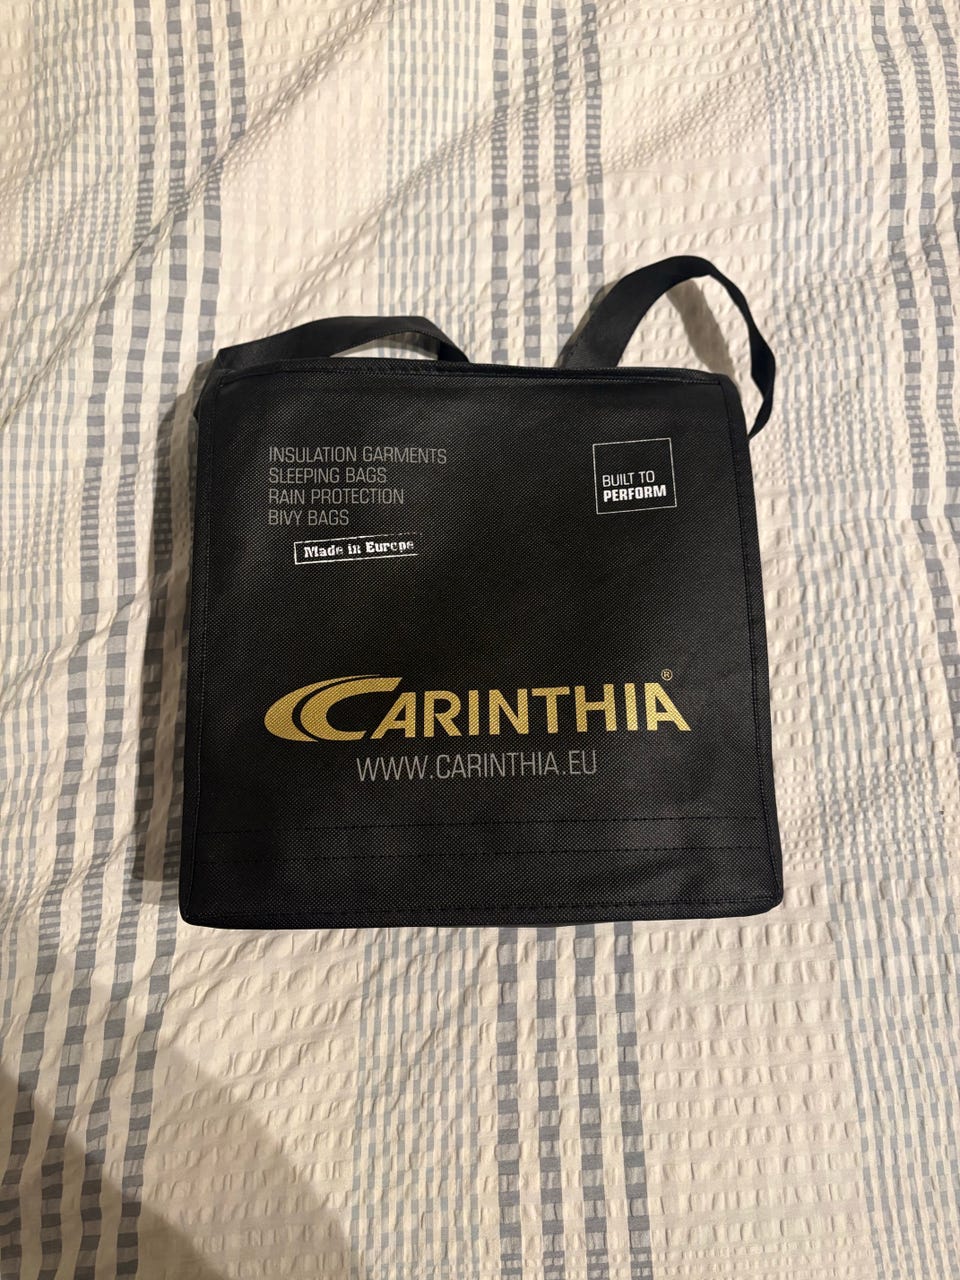 INSULATION GARMENTS
SLEEPING BAGS
RAIN PROTECTION
BIVY BAGS
Made in Europe
BUILT TO
PERFORM
CARINTHIA®
WWW.CARINTHIA.EU